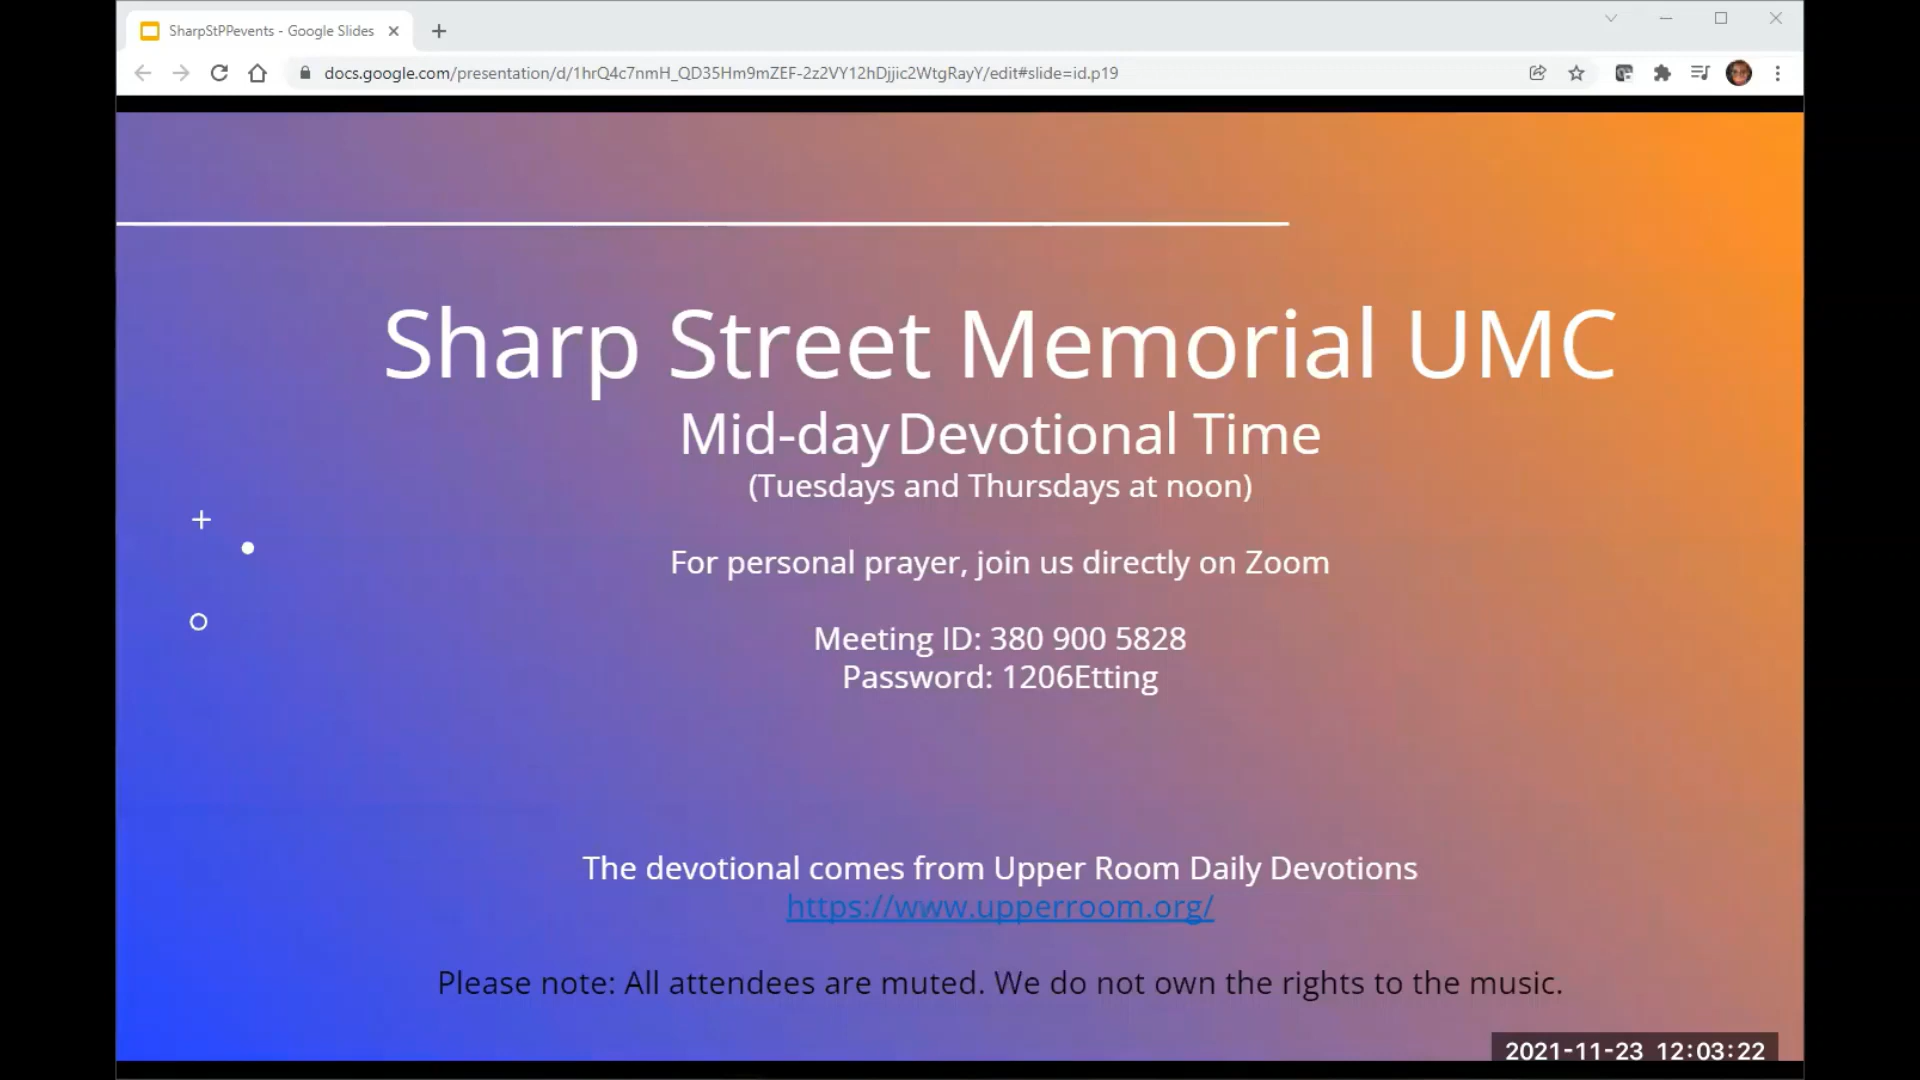 SharpStPPevents - Google Slides
docs.google.com/presentation/d/1hrQ4c7nmH_QD35Hm9mZEF-2z2VY12hDjjic2WtgRayY/edit#slide=id.p19
Sharp Street Memorial UMC
Mid-day Devotional Time
(Tuesdays and Thursdays at noon)
For personal prayer, join us directly on Zoom
Meeting ID: 380 900 5828
Password: 1206Etting
The devotional comes from Upper Room Daily Devotions
https://www.upperroom.org/
Please note: All attendees are muted. We do not own the rights to the music.
2021-11-23 12:03:22